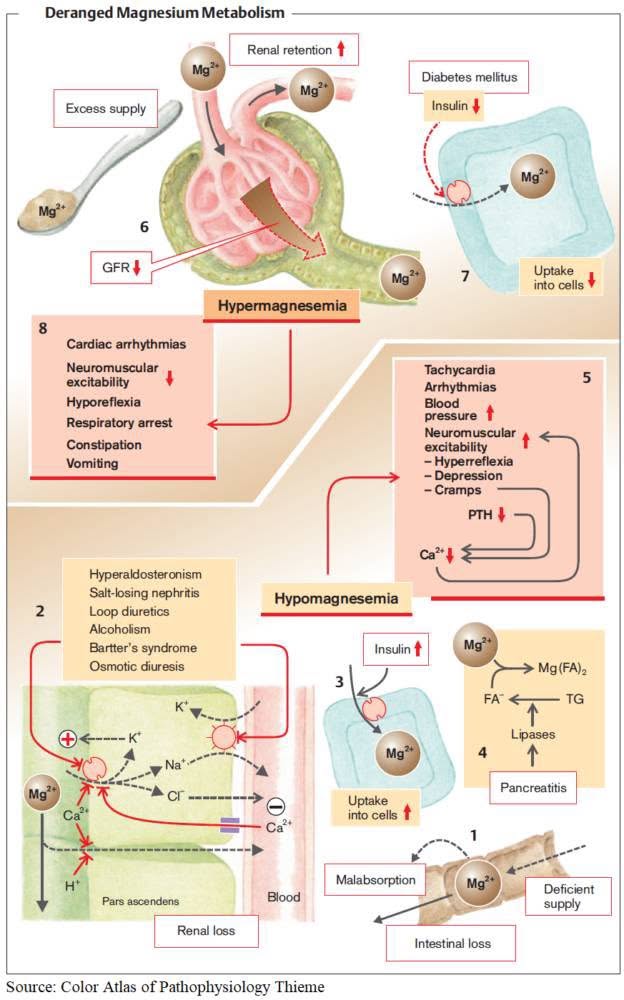 Deranged Magnesium Metabolism
Renal retention
Mg²⁺
Mg²⁺
Excess supply
Mg²⁺
6
GFR
Mg²⁺
Hypermagnesemia
Diabetes mellitus
Insulin
Mg²⁺
7
Uptake
into cells
8
Cardiac arrhythmias
Neuromuscular
excitability
Hyporeflexia
Respiratory arrest
Constipation
Vomiting
5
Tachycardia
Arrhythmias
Blood
pressure
Neuromuscular
excitability
– Hyperreflexia
– Depression
– Cramps
PTH
Ca²⁺
Hypomagnesemia
2
Hyperaldosteronism
Salt-losing nephritis
Loop diuretics
Alcoholism
Bartter's syndrome
Osmotic diuresis
K⁺
+
K⁺
Na⁺
Mg²⁺
Cl⁻
−
Ca²⁺
Ca²⁺
H⁺
Pars ascendens
Blood
Renal loss
3
Insulin
Mg²⁺
Uptake
into cells
Mg²⁺
Mg(FA)₂
FA⁻
TG
Lipases
4
Pancreatitis
1
Malabsorption
Mg²⁺
Deficient
supply
Intestinal loss
Source: Color Atlas of Pathophysiology Thieme